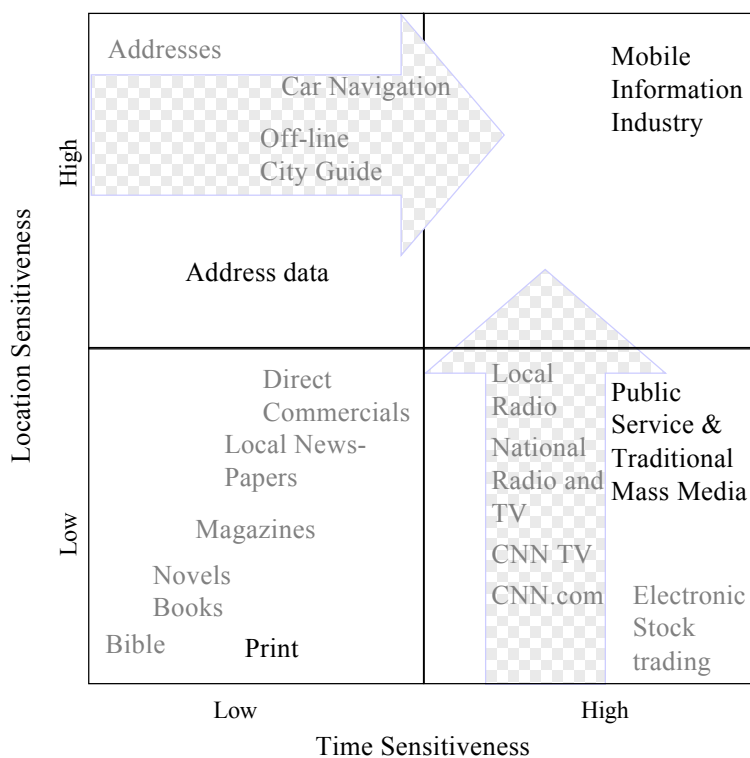 Addresses
Car Navigation
Off-line
City Guide
Address data
Mobile
Information
Industry
High
Location Sensitiveness
Low
Direct
Commercials
Local News-
Papers
Magazines
Novels
Books
Bible
Print
Local
Radio
National
Radio and
TV
CNN TV
CNN.com
Public
Service &
Traditional
Mass Media
Electronic
Stock
trading
Low
High
Time Sensitiveness